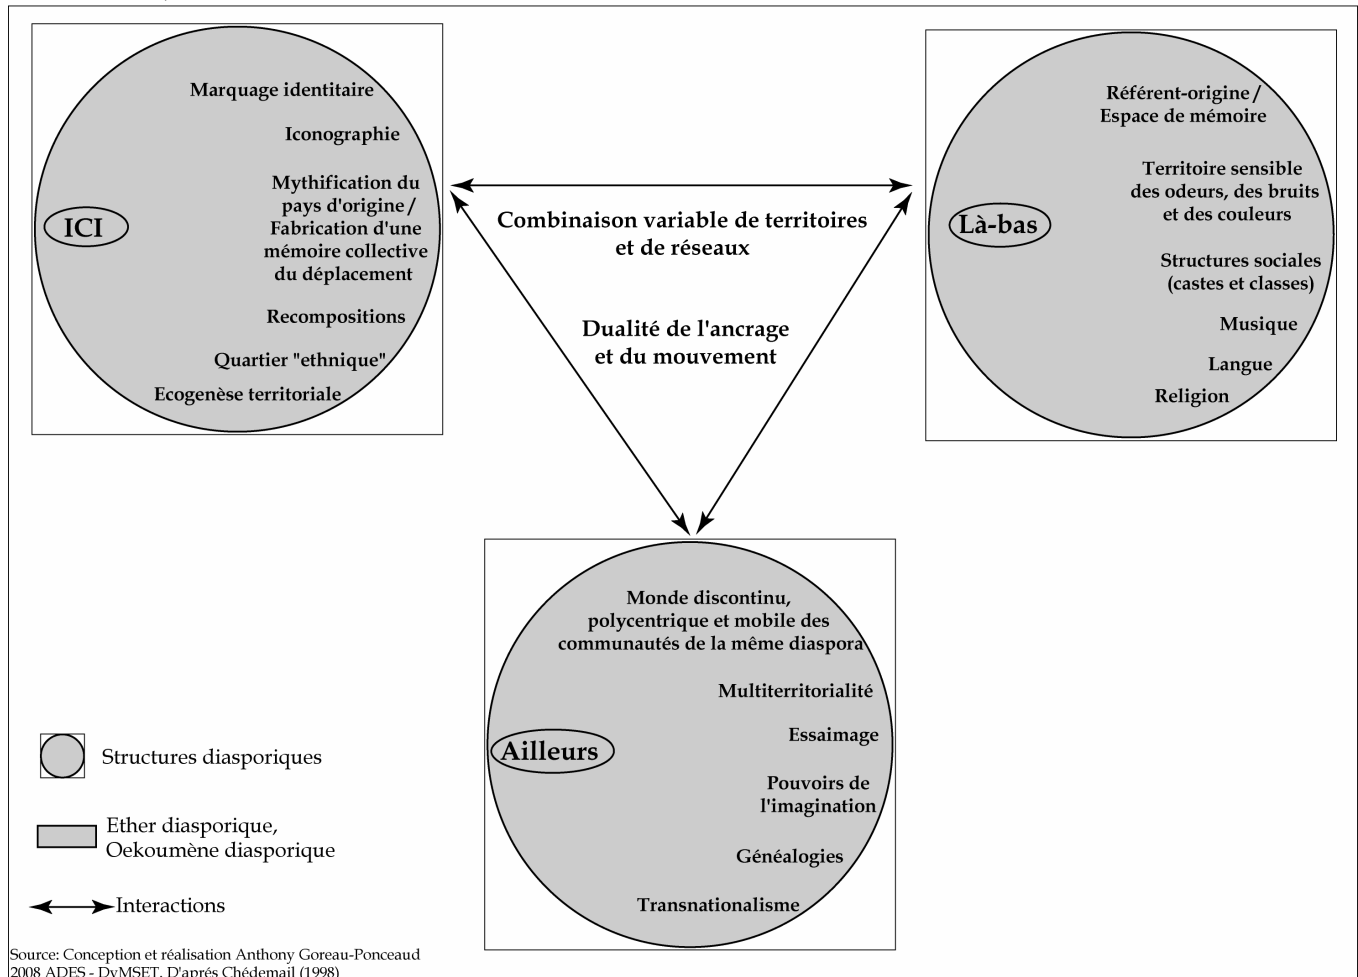 Marquage identitaire
Iconographie
Mythification du
pays d'origine /
Fabrication d'une
mémoire collective
du déplacement
ICI
Recompositions
Quartier "ethnique"
Ecogenèse territoriale
Combinaison variable de territoires
et de réseaux
Dualité de l'ancrage
et du mouvement
Référent-origine /
Espace de mémoire
Territoire sensible
des odeurs, des bruits
et des couleurs
Là-bas
Structures sociales
(castes et classes)
Musique
Langue
Religion
Monde discontinu,
polycentrique et mobile des
communautés de la même diaspora
Multiterritorialité
Essaimage
Ailleurs
Pouvoirs de
l'imagination
Généalogies
Transnationalisme
Structures diasporiques
Ether diasporique,
Oekoumène diasporique
Interactions
Source: Conception et réalisation Anthony Goreau-Ponceaud
2008 ADES - DyMSET. D'aprés Chédemail (1998)